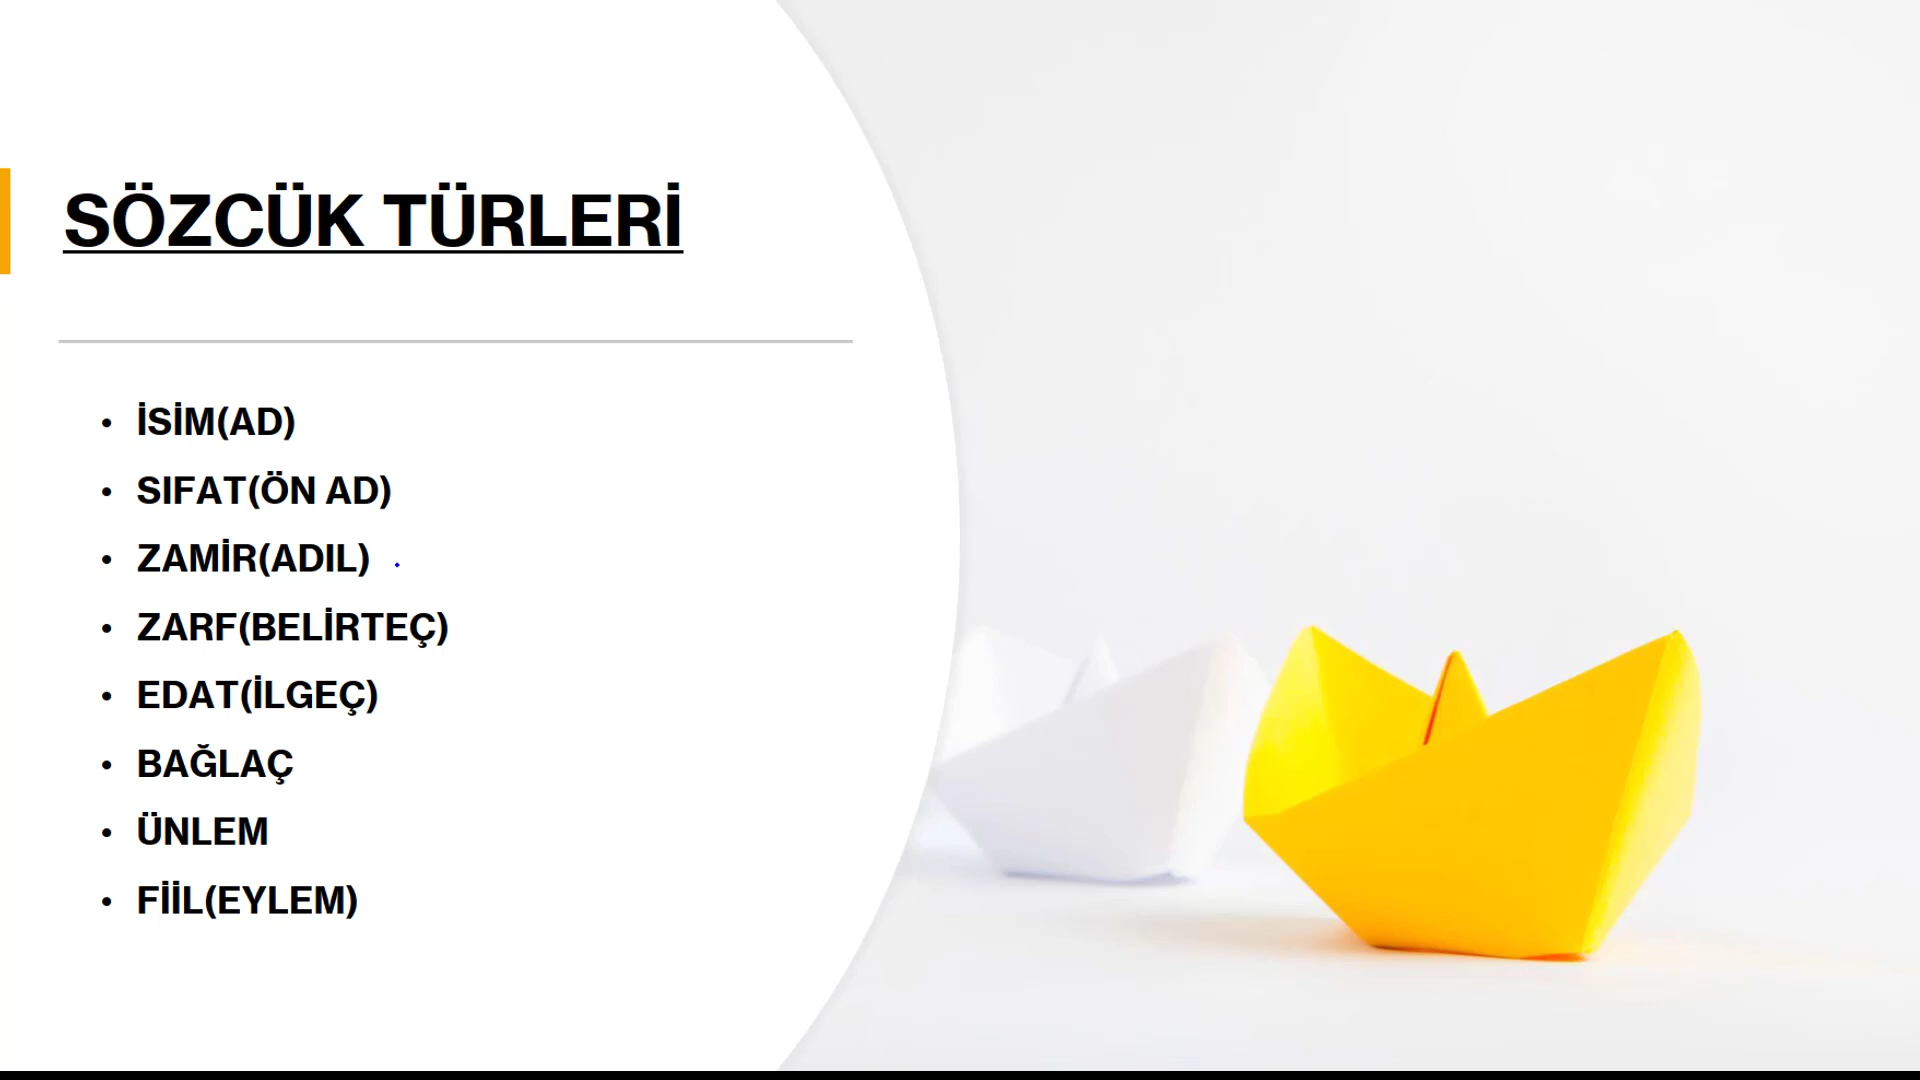 SÖZCÜK TÜRLERİ
• İSİM(AD)
• SIFAT(ÖN AD)
• ZAMİR(ADIL)
• ZARF(BELİRTEÇ)
• EDAT(İLGEÇ)
• BAĞLAÇ
• ÜNLEM
• FİİL(EYLEM)